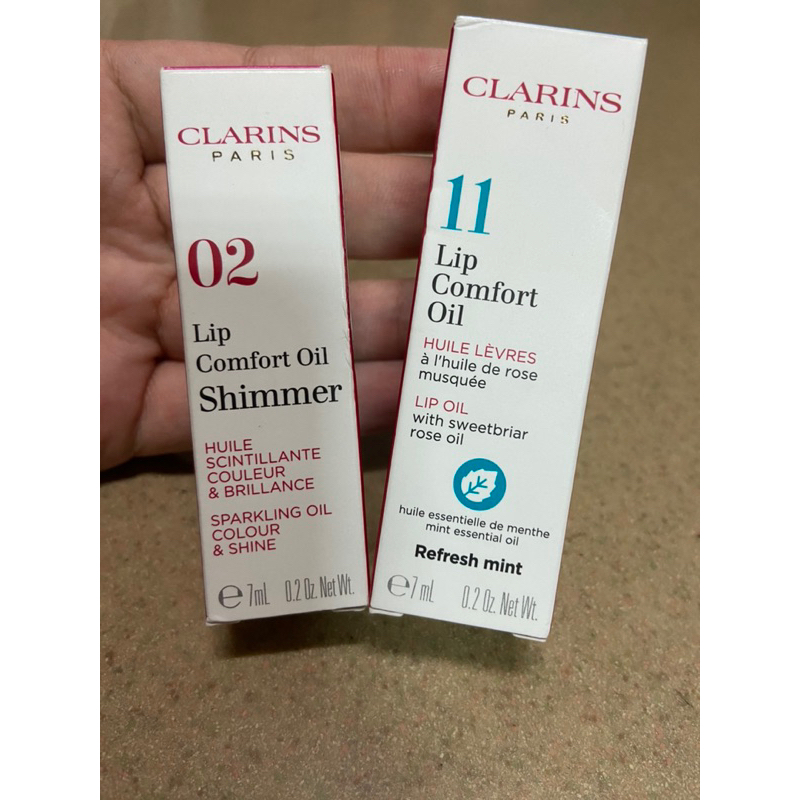 CLARINS
PARIS
02
Lip
Comfort Oil
Shimmer
HUILE
SCINTILLANTE
COULEUR
& BRILLANCE
SPARKLING OIL
COLOUR
& SHINE
℮ 7mL 0.2 Oz. Net Wt.
CLARINS
PARIS
11
Lip
Comfort
Oil
HUILE LÈVRES
à l'huile de rose
musquée
LIP OIL
with sweetbriar
rose oil
huile essentielle de menthe
mint essential oil
Refresh mint
℮7 mL 0.2 Oz. Net Wt.